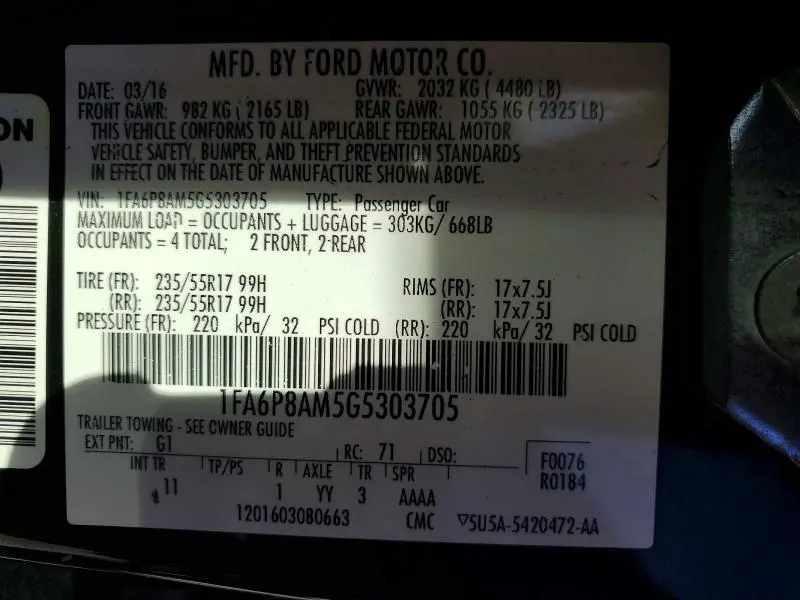 MFD. BY FORD MOTOR CO.
DATE: 03/16 GVWR: 2032 KG ( 4480 LB)
FRONT GAWR: 982 KG ( 2165 LB) REAR GAWR: 1055 KG ( 2325 LB)
THIS VEHICLE CONFORMS TO ALL APPLICABLE FEDERAL MOTOR
VEHICLE SAFETY, BUMPER, AND THEFT PREVENTION STANDARDS
IN EFFECT ON THE DATE OF MANUFACTURE SHOWN ABOVE.
VIN: 1FA6P8AM5G5303705 TYPE: Passenger Car
MAXIMUM LOAD = OCCUPANTS + LUGGAGE = 303KG/ 668LB
OCCUPANTS = 4 TOTAL; 2 FRONT, 2-REAR
TIRE (FR): 235/55R17 99H RIMS (FR): 17x7.5J
(RR): 235/55R17 99H (RR): 17x7.5J
PRESSURE (FR): 220 kPa/ 32 PSI COLD (RR): 220 kPa/ 32 PSI COLD
1FA6P8AM5G5303705
TRAILER TOWING - SEE OWNER GUIDE
EXT PNT: G1 RC: 71 DSO: F0076
INT TR TP/PS R AXLE TR SPR R0184
11 1 YY 3 AAAA
1201603080663 CMC ▽5U5A-5420472-AA
ON